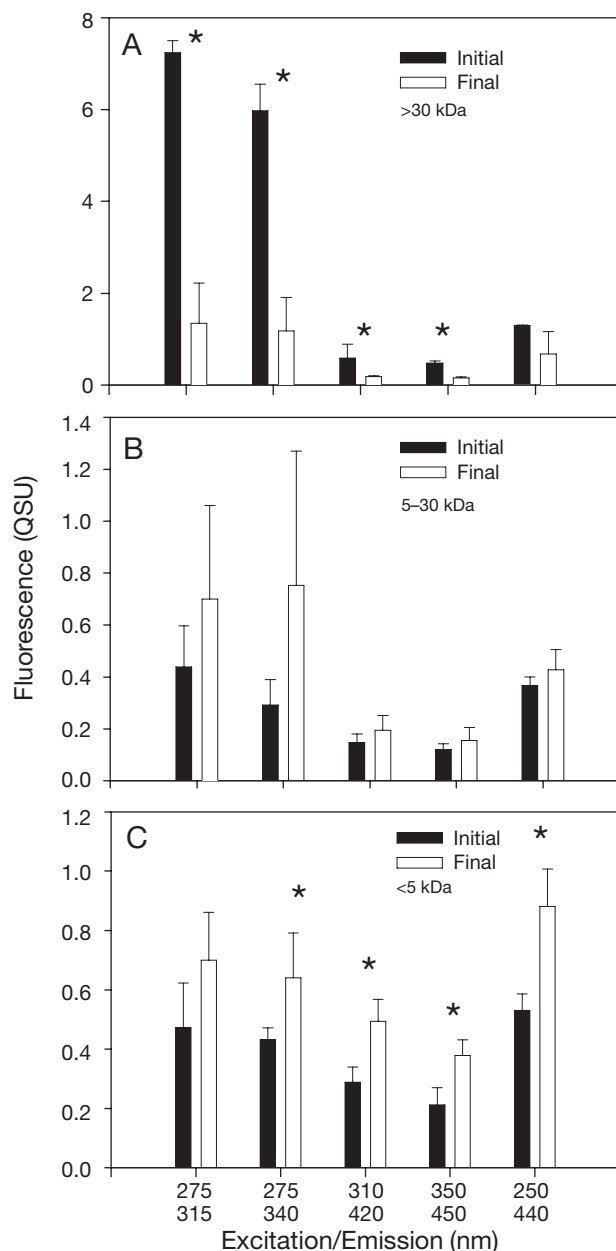 A
Initial
Final
>30 kDa
*
*
*
*
8
6
4
2
0
B
Initial
Final
5–30 kDa
1.4
1.2
1.0
0.8
0.6
0.4
0.2
0.0
Fluorescence (QSU)
C
Initial
Final
<5 kDa
*
*
*
*
1.2
1.0
0.8
0.6
0.4
0.2
0.0
275 275 310 350 250
315 340 420 450 440
Excitation/Emission (nm)